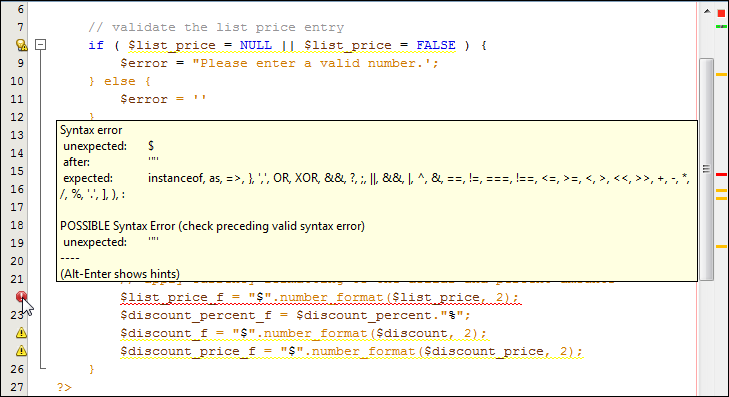 6
7 // validate the list price entry
if ( $list_price = NULL || $list_price = FALSE ) {
9 $error = "Please enter a valid number.';
10 } else {
11 $error = ''
12 }
13 Syntax error
14 unexpected: $
after: '"'
15 expected: instanceof, as, =>, }, ',', OR, XOR, &&, ?, ;, ||, &&, |, ^, &, ==, !=, ===, !==, <=, >=, <, >, <<, >>, +, -, *,
16 /, %, '.', ], ), :
17
18 POSSIBLE Syntax Error (check preceding valid syntax error)
19 unexpected: '"'
20 ----
(Alt-Enter shows hints)
21
$list_price_f = "$".number_format($list_price, 2);
23 $discount_percent_f = $discount_percent."%";
$discount_f = "$".number_format($discount, 2);
$discount_price_f = "$".number_format($discount_price, 2);
26 }
27 ?>